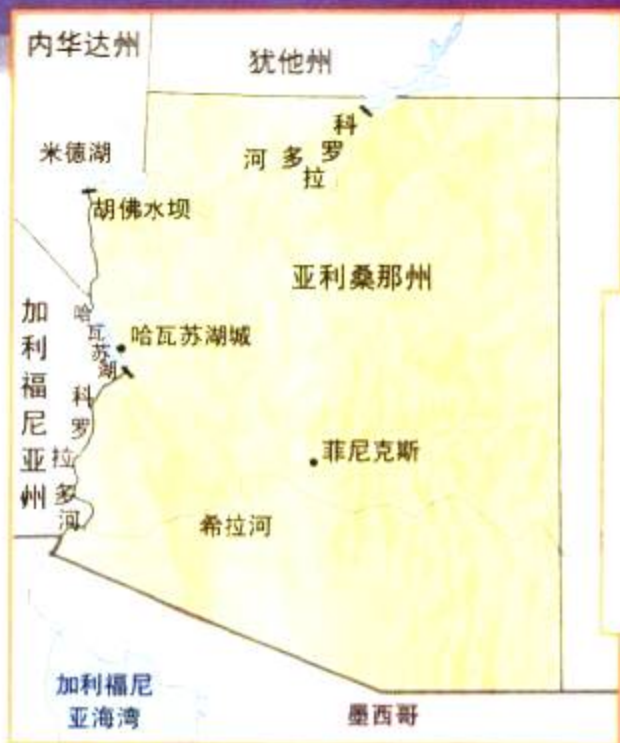 内华达州
犹他州
米德湖
科罗拉多河
胡佛水坝
亚利桑那州
加利福尼亚州
哈瓦苏湖
哈瓦苏湖城
科罗拉多河
菲尼克斯
希拉河
加利福尼
亚海湾
墨西哥